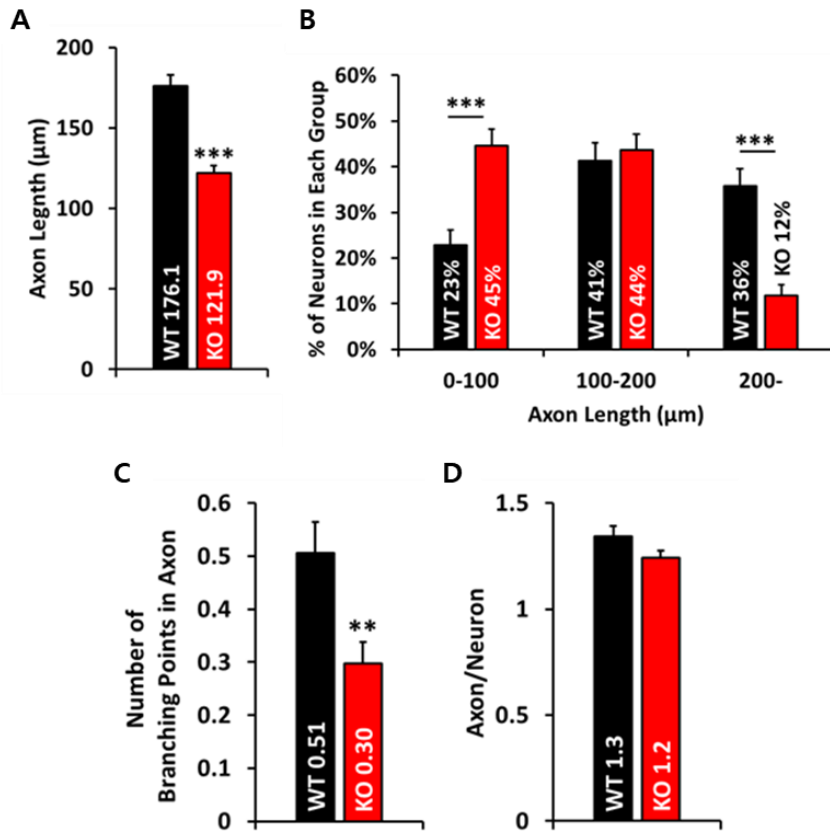 A
Axon Legnth (μm)
200
150
100
50
0
***
WT 176.1
KO 121.9
B
% of Neurons in Each Group
60%
50%
40%
30%
20%
10%
0%
***
***
WT 23%
KO 45%
WT 41%
KO 44%
WT 36%
KO 12%
0-100
100-200
200-
Axon Length (μm)
C
Number of
Branching Points in Axon
0.6
0.5
0.4
0.3
0.2
0.1
0
**
WT 0.51
KO 0.30
D
Axon/Neuron
1.5
1
0.5
0
WT 1.3
KO 1.2